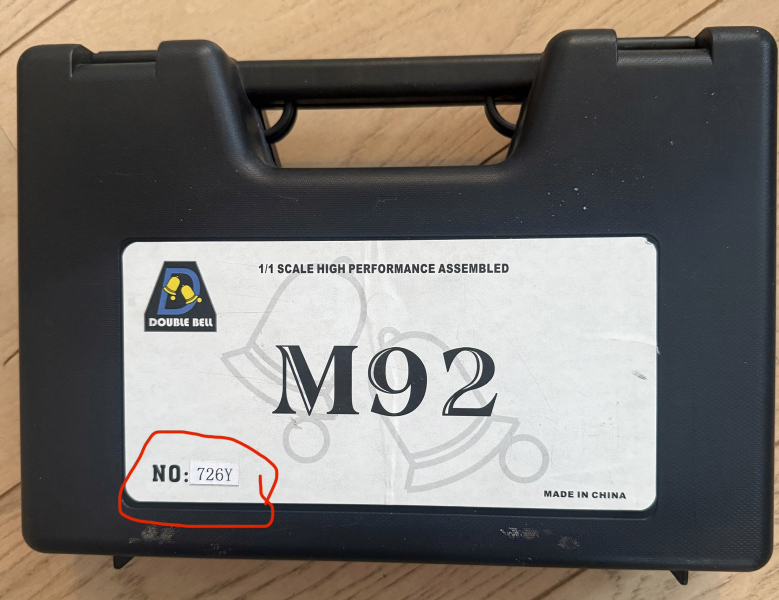 1/1 SCALE HIGH PERFORMANCE ASSEMBLED
DOUBLE BELL
M92
NO: 726Y
MADE IN CHINA